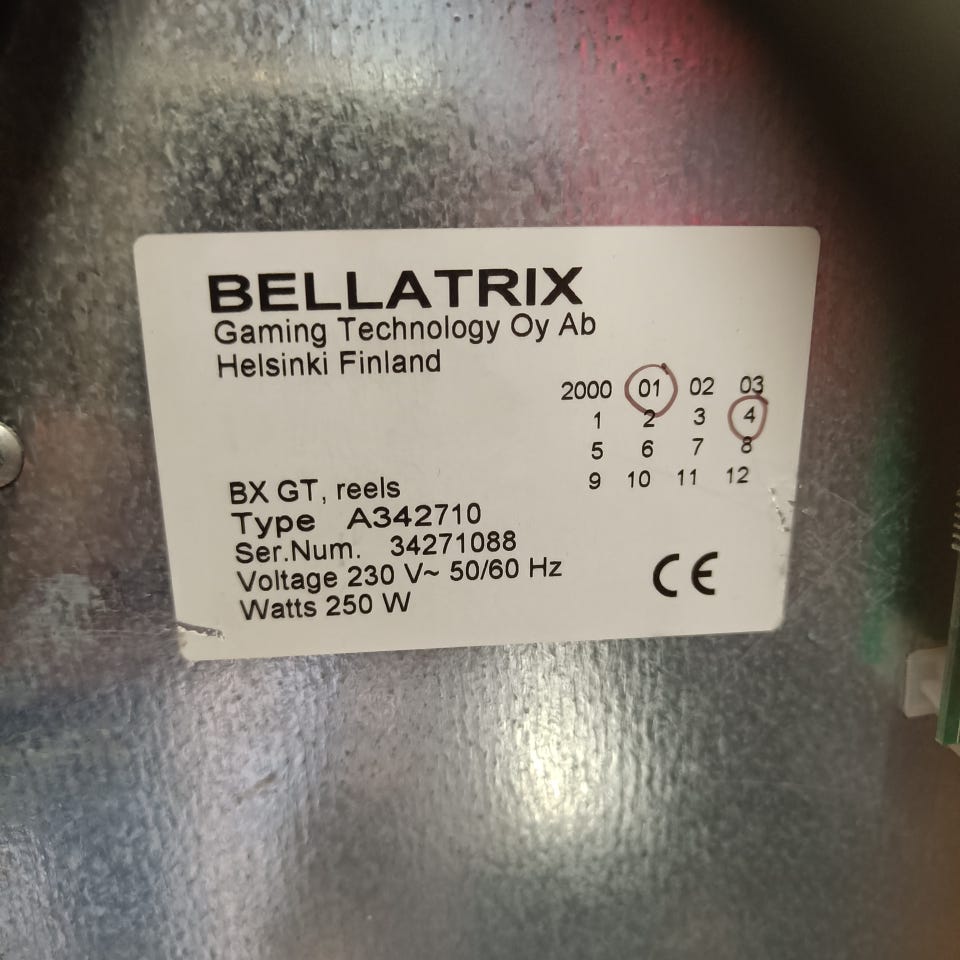 BELLATRIX
Gaming Technology Oy Ab
Helsinki Finland
2000 01 02 03
1 2 3 4
5 6 7 8
9 10 11 12
BX GT, reels
Type A342710
Ser.Num. 34271088
Voltage 230 V~ 50/60 Hz
Watts 250 W
CE